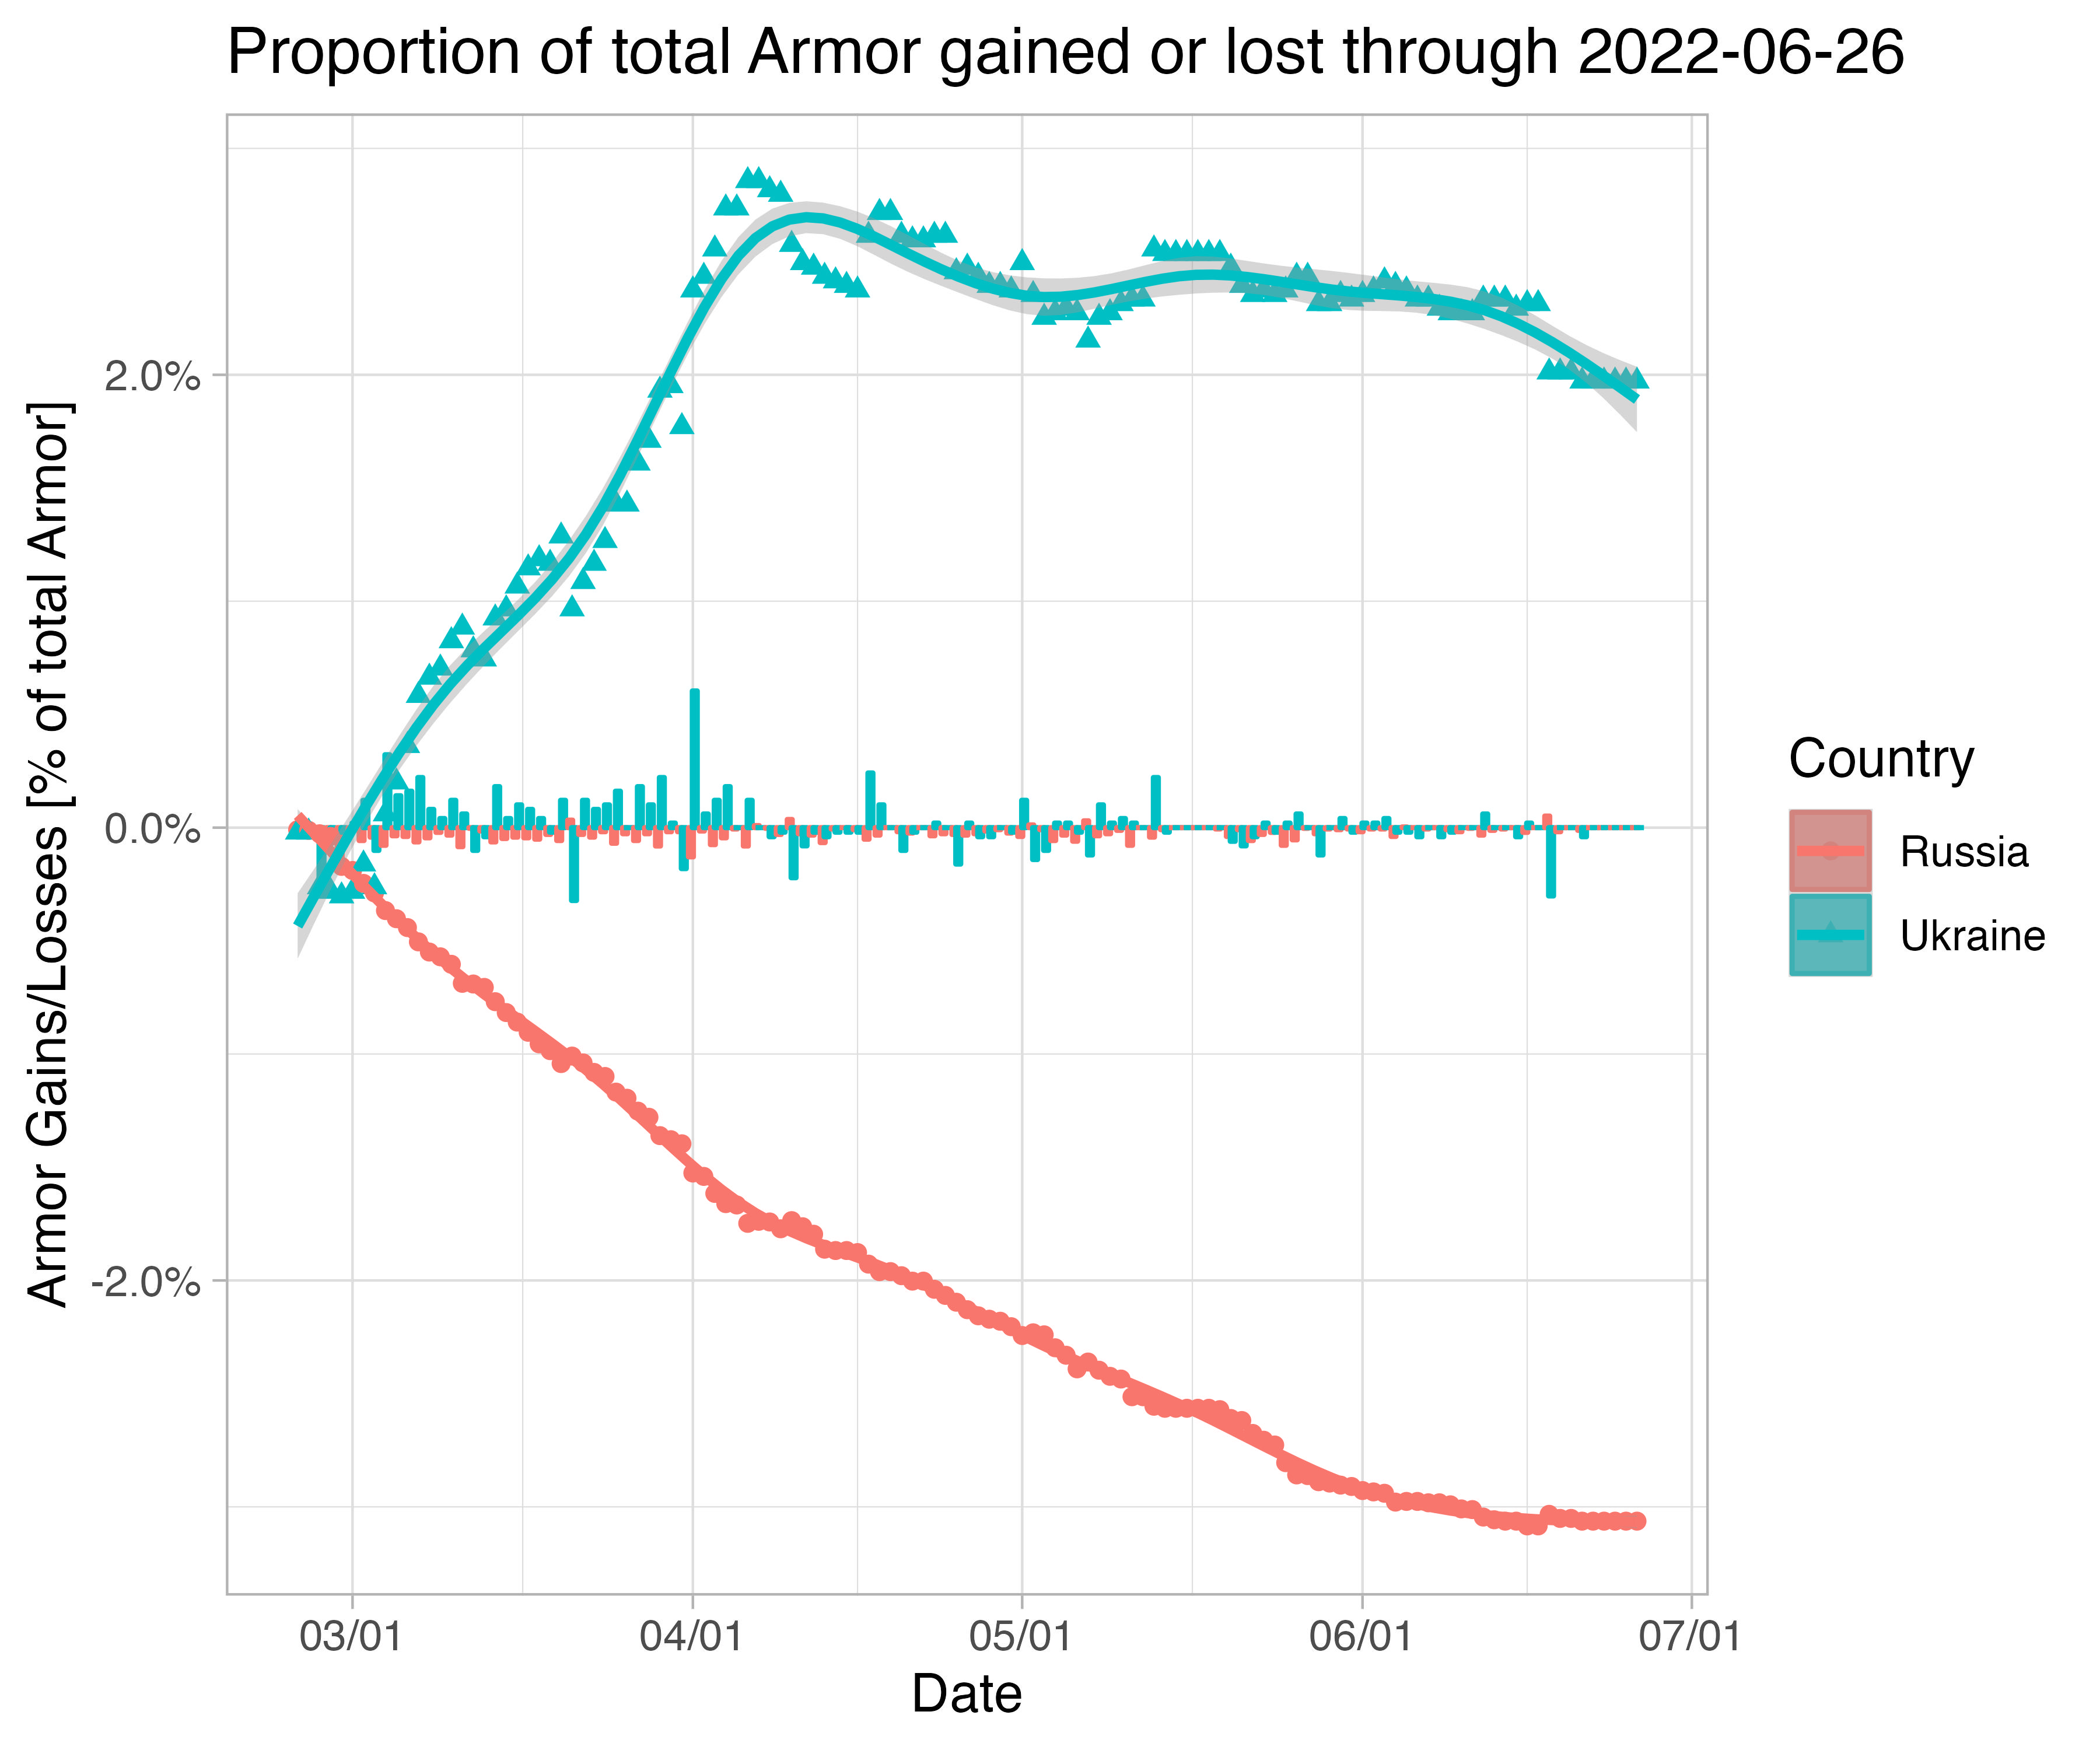 Proportion of total Armor gained or lost through 2022-06-26
Armor Gains/Losses [% of total Armor]
2.0%
0.0%
-2.0%
03/01
04/01
05/01
06/01
07/01
Date
Country
Russia
Ukraine